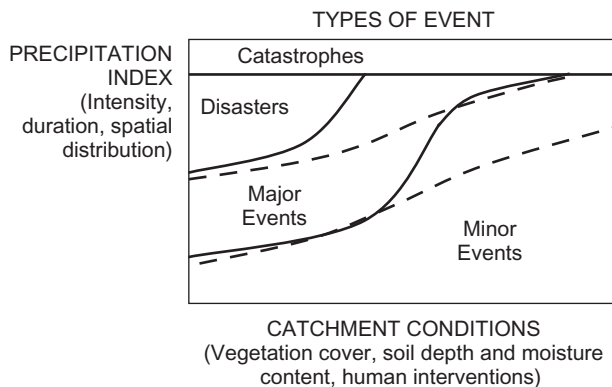 TYPES OF EVENT
PRECIPITATION
INDEX
(Intensity,
duration, spatial
distribution)
Catastrophes
Disasters
Major
Events
Minor
Events
CATCHMENT CONDITIONS
(Vegetation cover, soil depth and moisture
content, human interventions)